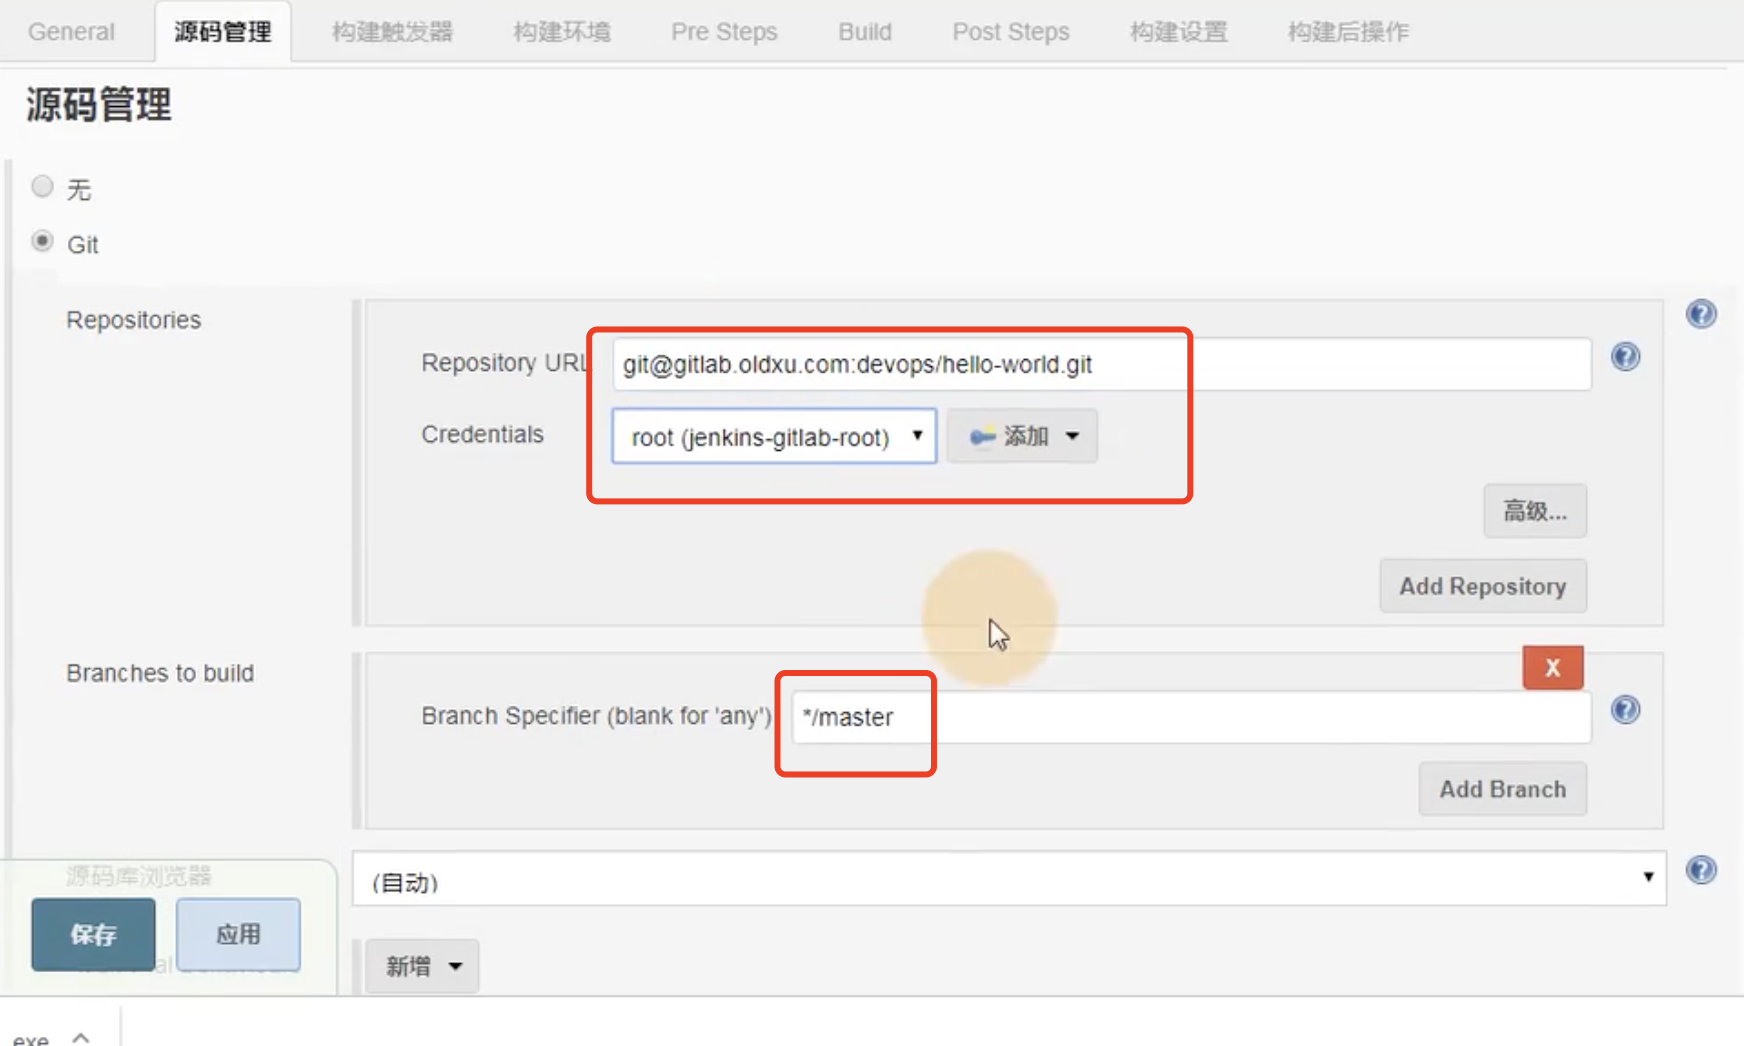 General 源码管理 构建触发器 构建环境 Pre Steps Build Post Steps 构建设置 构建后操作
源码管理
无
Git
Repositories
Repository URL git@gitlab.oldxu.com:devops/hello-world.git
Credentials root (jenkins-gitlab-root) 添加
高级...
Add Repository
Branches to build
X
Branch Specifier (blank for 'any') */master
Add Branch
源码库浏览器 (自动)
保存 应用
新增
exe